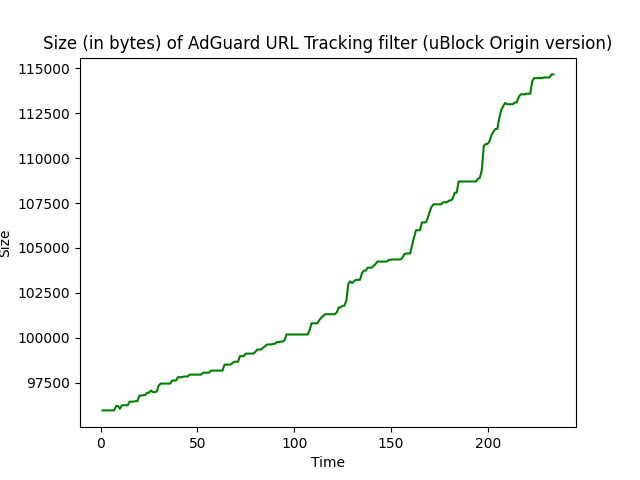 Size (in bytes) of AdGuard URL Tracking filter (uBlock Origin version)
115000
112500
110000
107500
105000
102500
100000
97500
Size
0 50 100 150 200
Time